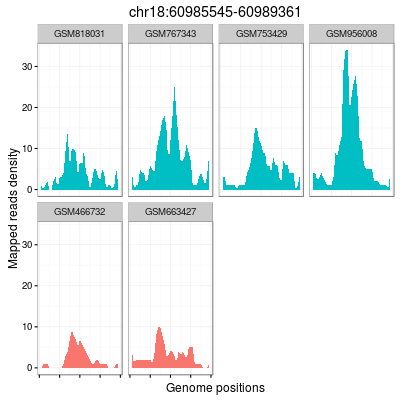 chr18:60985545-60989361
GSM818031 GSM767343 GSM753429 GSM956008
30
20
10
0
GSM466732 GSM663427
30
20
10
0
Mapped reads density
Genome positions